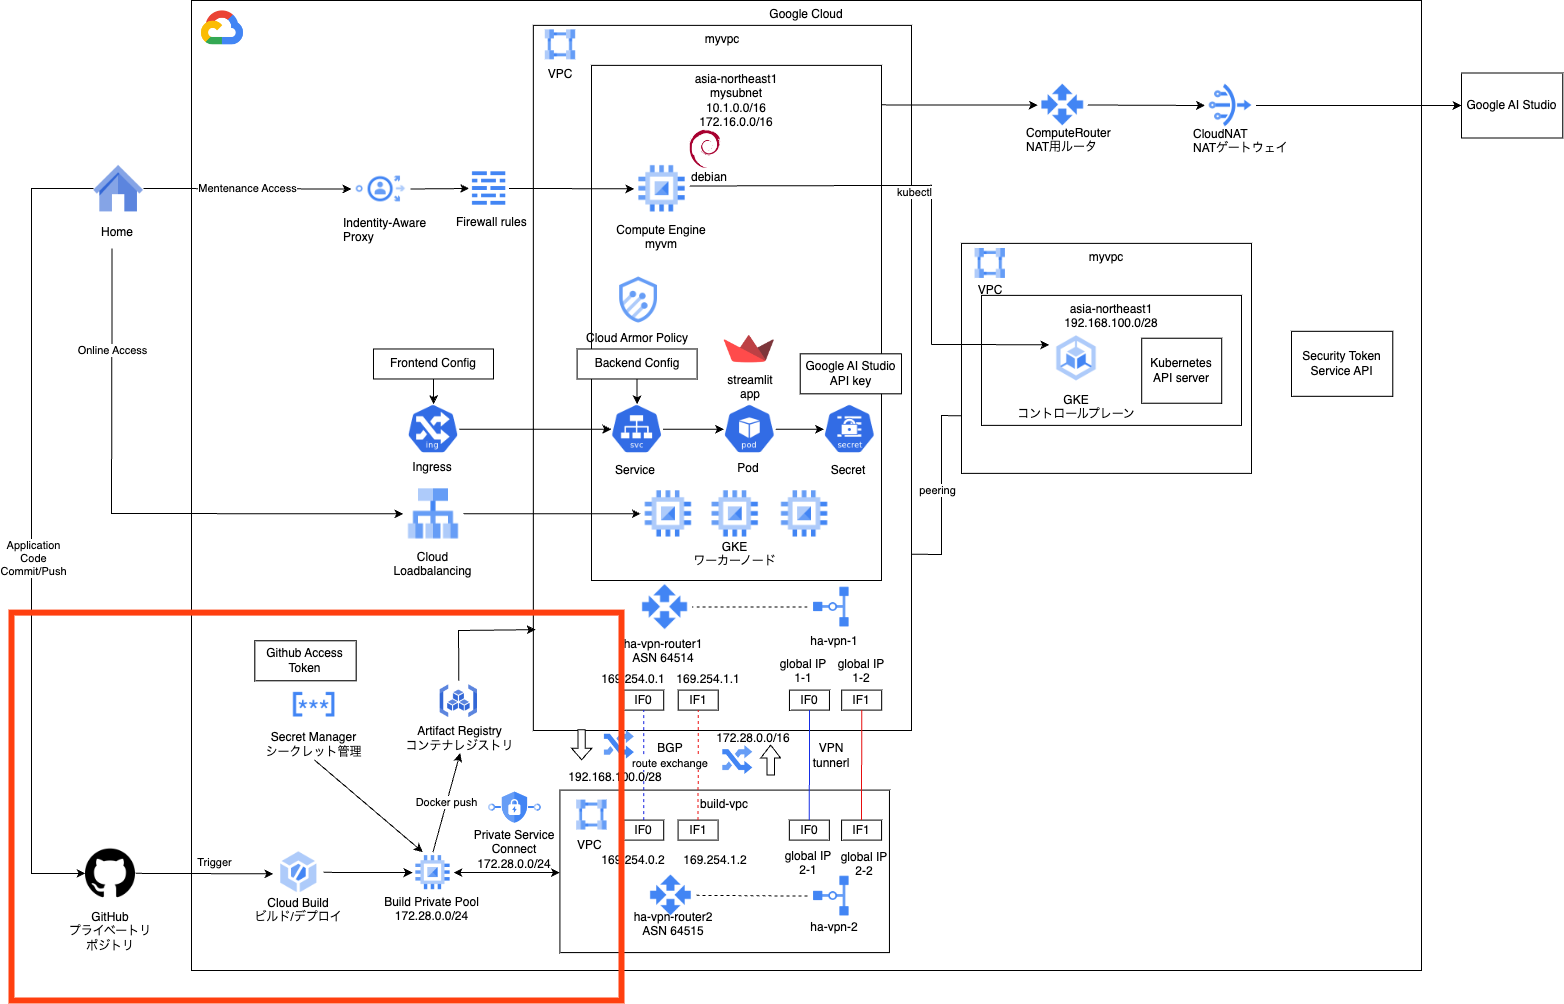 Google Cloud
myvpc
VPC
asia-northeast1
mysubnet
10.1.0.0/16
172.16.0.0/16
debian
Google AI Studio
ComputeRouter
NAT用ルータ
CloudNAT
NATゲートウェイ
Mentenance Access
kubectl
Home
Indentity-Aware
Proxy
Firewall rules
Compute Engine
myvm
myvpc
VPC
asia-northeast1
192.168.100.0/28
Kubernetes
API server
GKE
コントロールプレーン
Security Token
Service API
Cloud Armor Policy
Online Access
Frontend Config
Backend Config
streamlit
app
Google AI Studio
API key
ing
svc
pod
secret
Ingress
Service
Pod
Secret
peering
Cloud
Loadbalancing
GKE
ワーカーノード
Application
Code
Commit/Push
ha-vpn-router1
ASN 64514
ha-vpn-1
169.254.0.1
169.254.1.1
global IP
1-1
global IP
1-2
IF0
IF1
IF0
IF1
Github Access
Token
[***]
Secret Manager
シークレット管理
Artifact Registry
コンテナレジストリ
BGP
route exchange
172.28.0.0/16
VPN
tunnerl
192.168.100.0/28
Docker push
Private Service
Connect
172.28.0.0/24
VPC
build-vpc
IF0
IF1
IF0
IF1
169.254.0.2
169.254.1.2
global IP
2-1
global IP
2-2
Trigger
GitHub
プライベートリ
ポジトリ
Cloud Build
ビルド/デプロイ
Build Private Pool
172.28.0.0/24
ha-vpn-router2
ASN 64515
ha-vpn-2